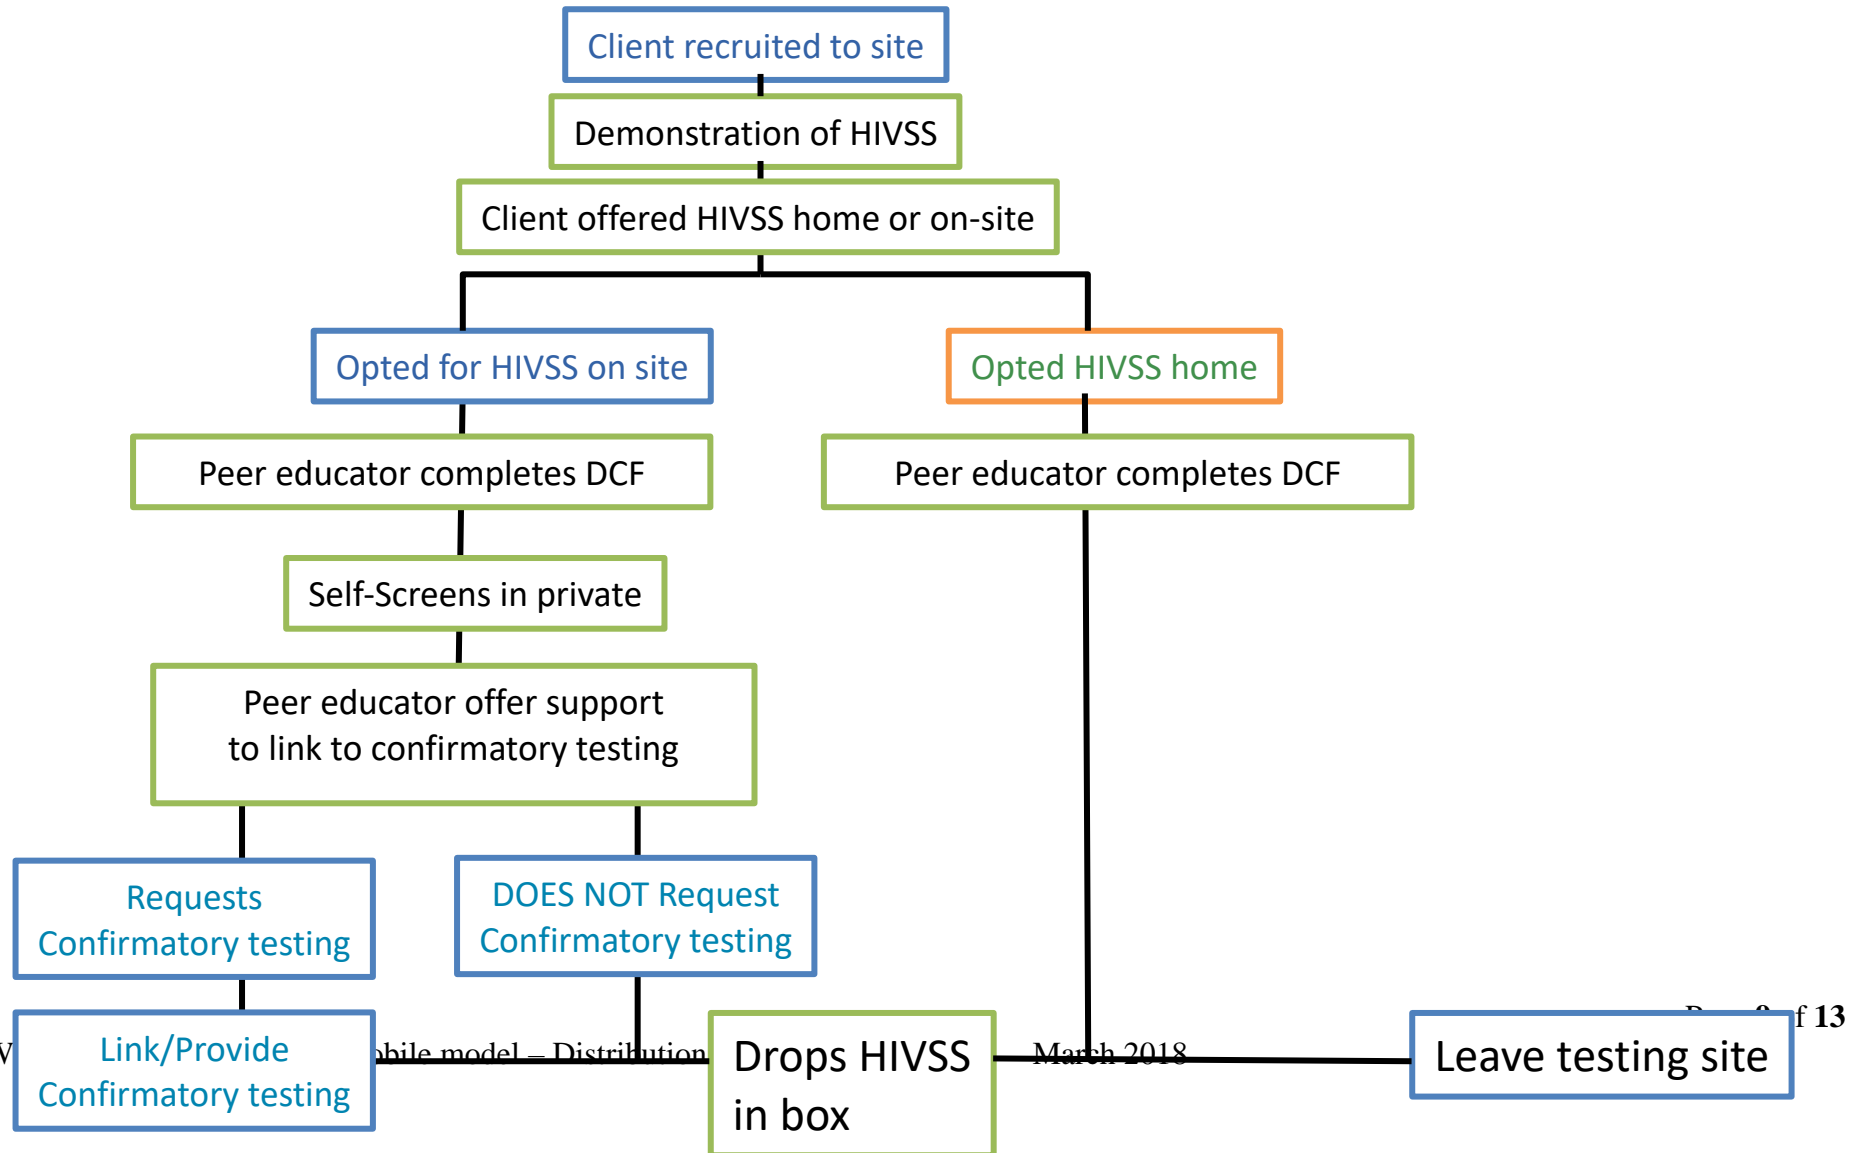 Client recruited to site
Demonstration of HIVSS
Client offered HIVSS home or on-site
Opted for HIVSS on site
Opted HIVSS home
Peer educator completes DCF
Peer educator completes DCF
Self-Screens in private
Peer educator offer support
to link to confirmatory testing
Requests
Confirmatory testing
DOES NOT Request
Confirmatory testing
Link/Provide
Confirmatory testing
Drops HIVSS
in box
Leave testing site
13
model – Distribution
March 2018